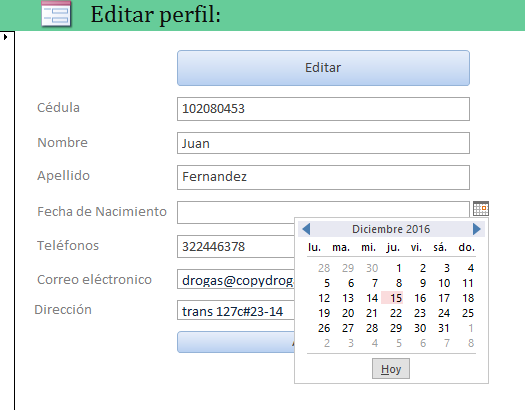 Editar perfil:
Editar
Cédula 102080453
Nombre Juan
Apellido Fernandez
Fecha de Nacimiento
Teléfonos 322446378
Correo eléctronico drogas@copydrog
Dirección trans 127c#23-14
Diciembre 2016
lu. ma. mi. ju. vi. sá. do.
28 29 30 1 2 3 4
5 6 7 8 9 10 11
12 13 14 15 16 17 18
19 20 21 22 23 24 25
26 27 28 29 30 31 1
2 3 4 5 6 7 8
Hoy